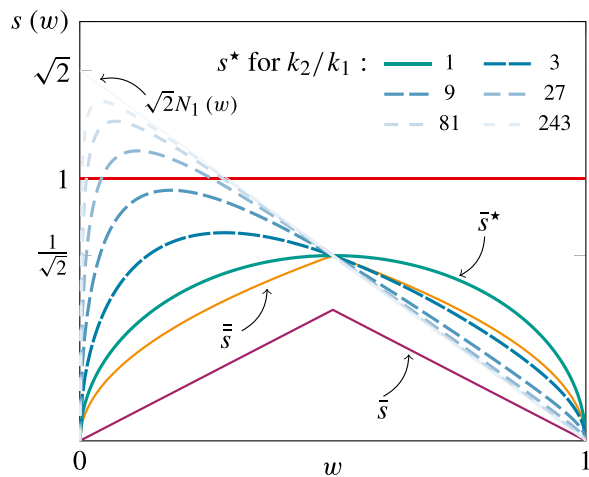 s (w)
s★ for k₂/k₁ : 1 3
9 27
81 243
√2
√2N₁ (w)
1
1/√2
s̄★
s̿
s̄
0 w 1